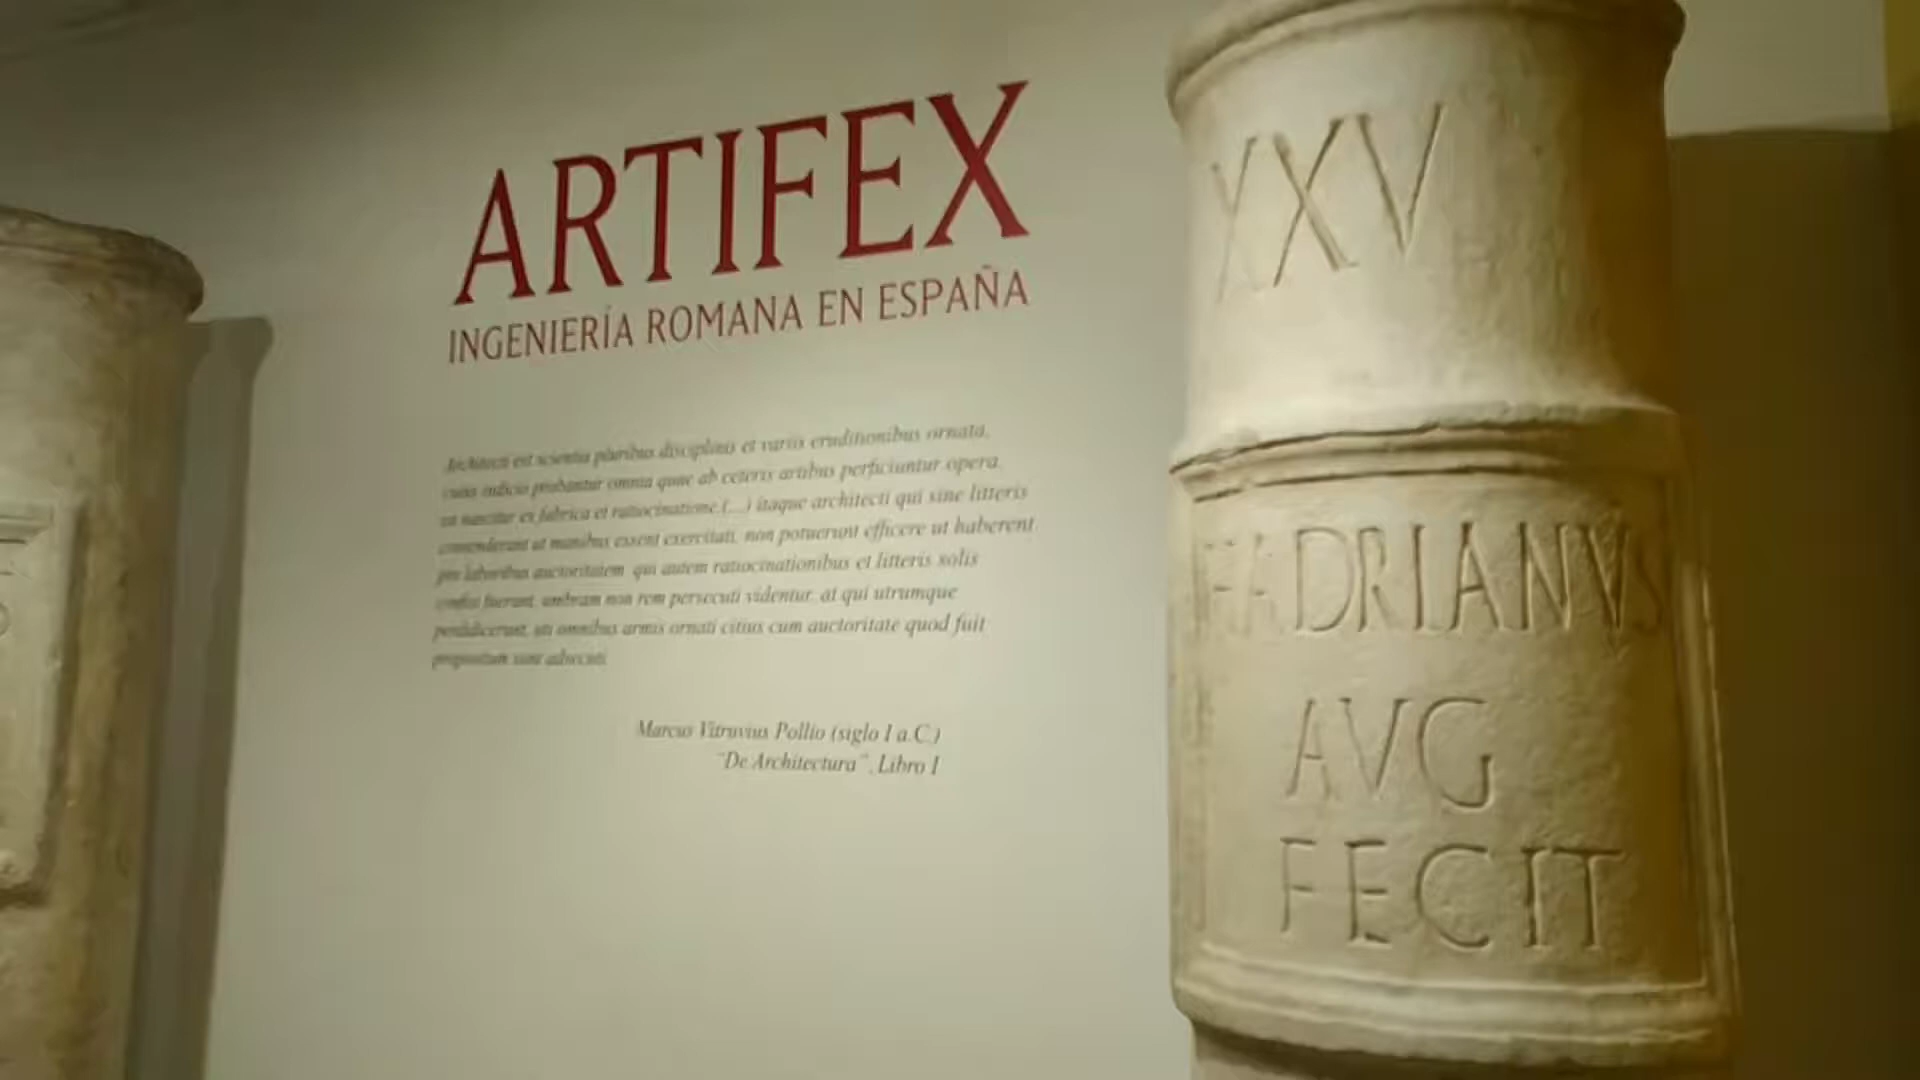 ARTIFEX
INGENIERÍA ROMANA EN ESPAÑA
Architecti est scientia pluribus disciplinis et variis eruditionibus ornata,
cuius iudicio probantur omnia quae ab ceteris artibus perficiuntur opera.
ea nascitur ex fabrica et ratiocinatione.(...) itaque architecti qui sine litteris
contenderant ut manibus essent exercitati, non potuerunt efficere ut haberent
pro laboribus auctoritatem qui autem ratiocinationibus et litteris solis
confisi fuerunt, umbram non rem persecuti videntur. at qui utrumque
perdidicerunt, uti omnibus armis ornati citius cum auctoritate quod fuit
propositum sunt adsecuti
Marcus Vitruvius Pollio (siglo I a.C.)
"De Architectura", Libro I
XXV
HADRIANVS
AVG
FECIT